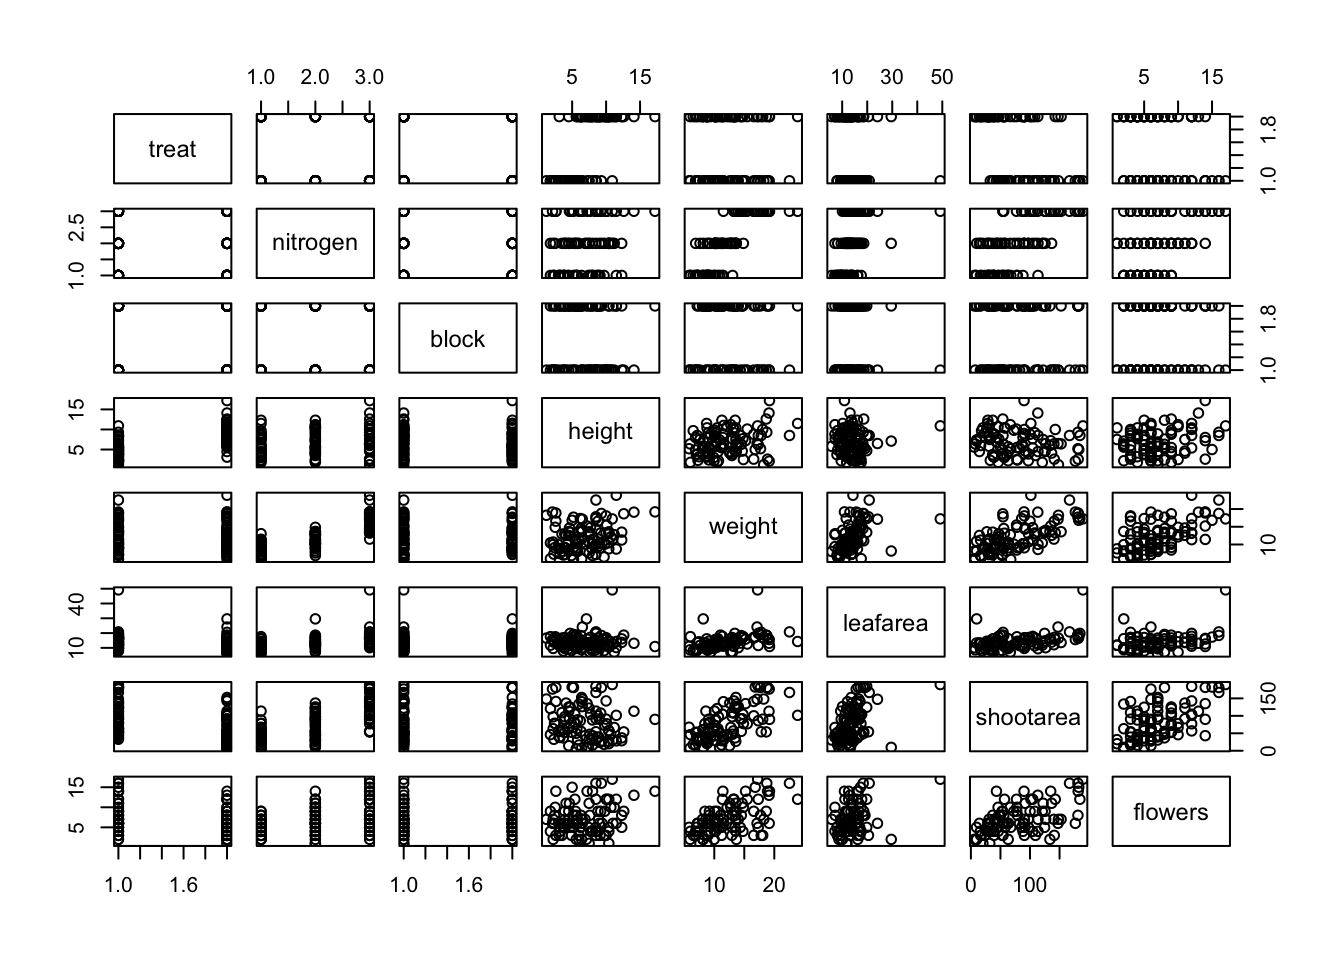 1.0 2.0 3.0 5 15 10 30 50 5 15
treat 1.0 1.8
1.0 2.5 nitrogen
block 1.0 1.8
5 15 height
weight 10
10 40 leafarea
shootarea 0 150
5 15 flowers
1.0 1.6 1.0 1.6 10 20 0 100